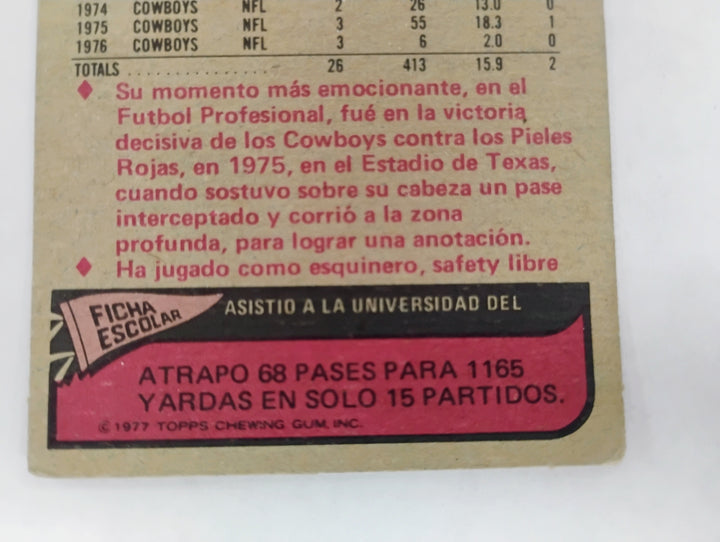 1974 COWBOYS NFL 2 26 13.0 0
1975 COWBOYS NFL 3 55 18.3 1
1976 COWBOYS NFL 3 6 2.0 0
TOTALS .................. 26 413 15.9 2
♦ Su momento más emocionante, en el
Futbol Profesional, fué en la victoria
decisiva de los Cowboys contra los Pieles
Rojas, en 1975, en el Estadio de Texas,
cuando sostuvo sobre su cabeza un pase
interceptado y corrió a la zona
profunda, para lograr una anotación.
♦ Ha jugado como esquinero, safety libre
FICHA
ESCOLAR
ASISTIO A LA UNIVERSIDAD DEL
ATRAPO 68 PASES PARA 1165
YARDAS EN SOLO 15 PARTIDOS.
© 1977 TOPPS CHEWING GUM, INC.